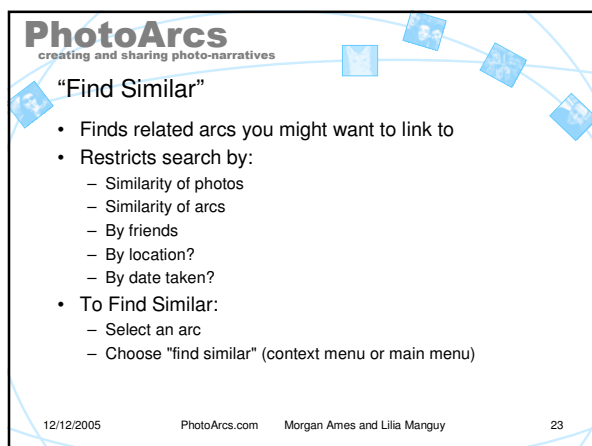 PhotoArcs
creating and sharing photo-narratives
“Find Similar”
• Finds related arcs you might want to link to
• Restricts search by:
– Similarity of photos
– Similarity of arcs
– By friends
– By location?
– By date taken?
• To Find Similar:
– Select an arc
– Choose "find similar" (context menu or main menu)
12/12/2005 PhotoArcs.com Morgan Ames and Lilia Manguy 23